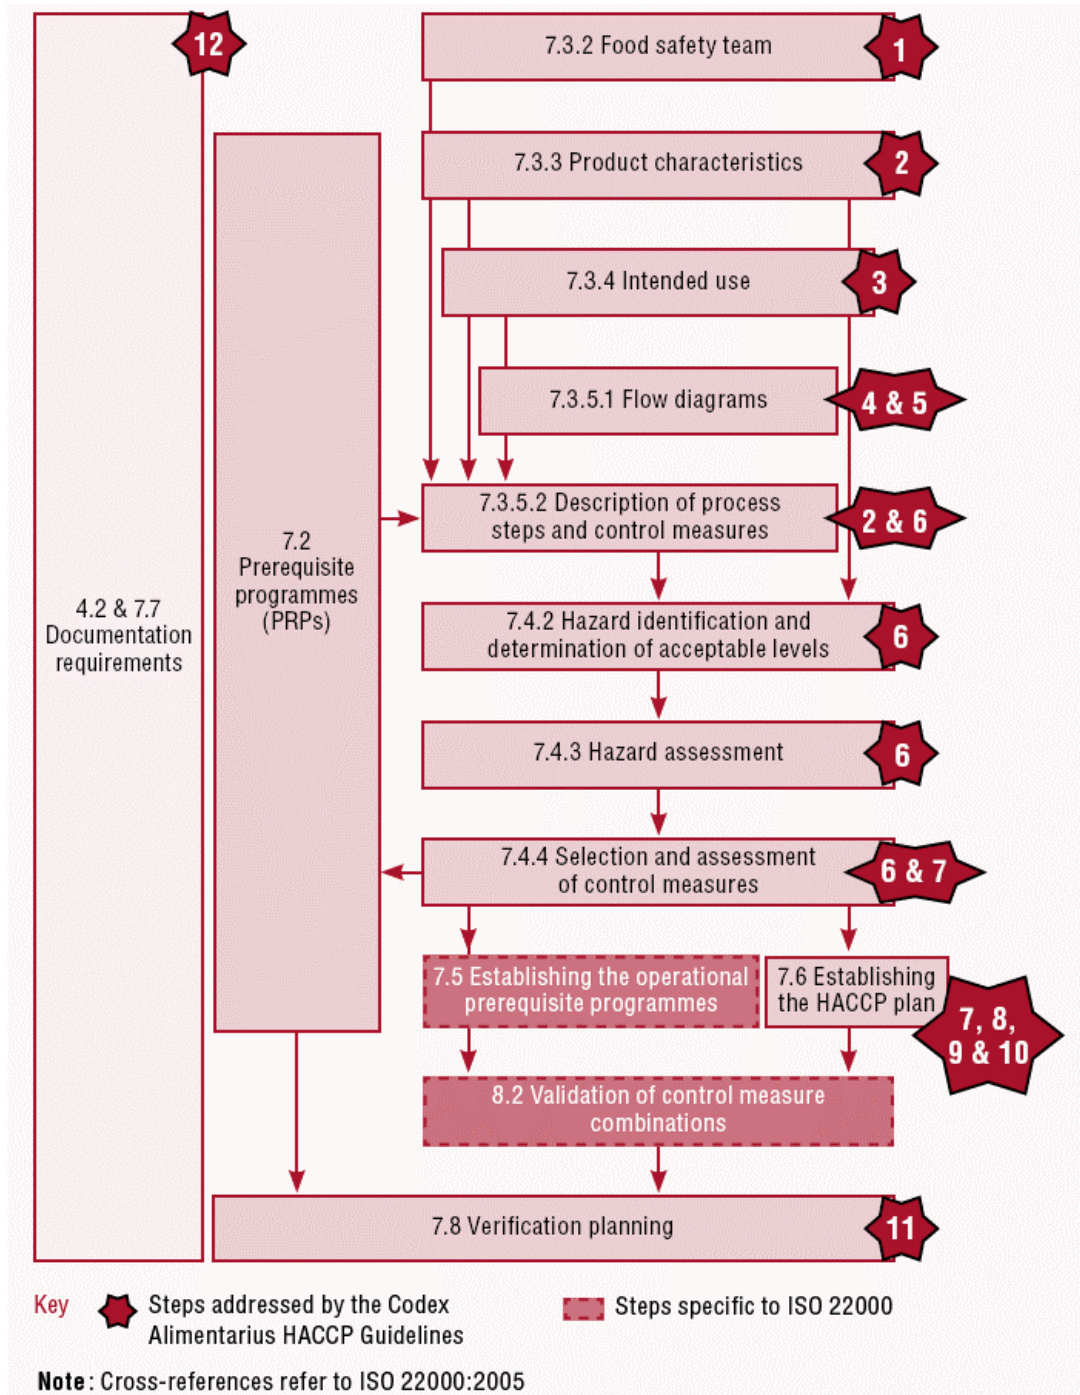 12
7.3.2 Food safety team
1
7.3.3 Product characteristics
2
7.3.4 Intended use
3
7.3.5.1 Flow diagrams
4 & 5
7.3.5.2 Description of process
steps and control measures
2 & 6
7.2
Prerequisite
programmes
(PRPs)
4.2 & 7.7
Documentation
requirements
7.4.2 Hazard identification and
determination of acceptable levels
6
7.4.3 Hazard assessment
6
7.4.4 Selection and assessment
of control measures
6 & 7
7.5 Establishing the operational
prerequisite programmes
7.6 Establishing
the HACCP plan
7, 8,
9 & 10
8.2 Validation of control measure
combinations
7.8 Verification planning
11
Key
Steps addressed by the Codex
Alimentarius HACCP Guidelines
Steps specific to ISO 22000
Note: Cross-references refer to ISO 22000:2005